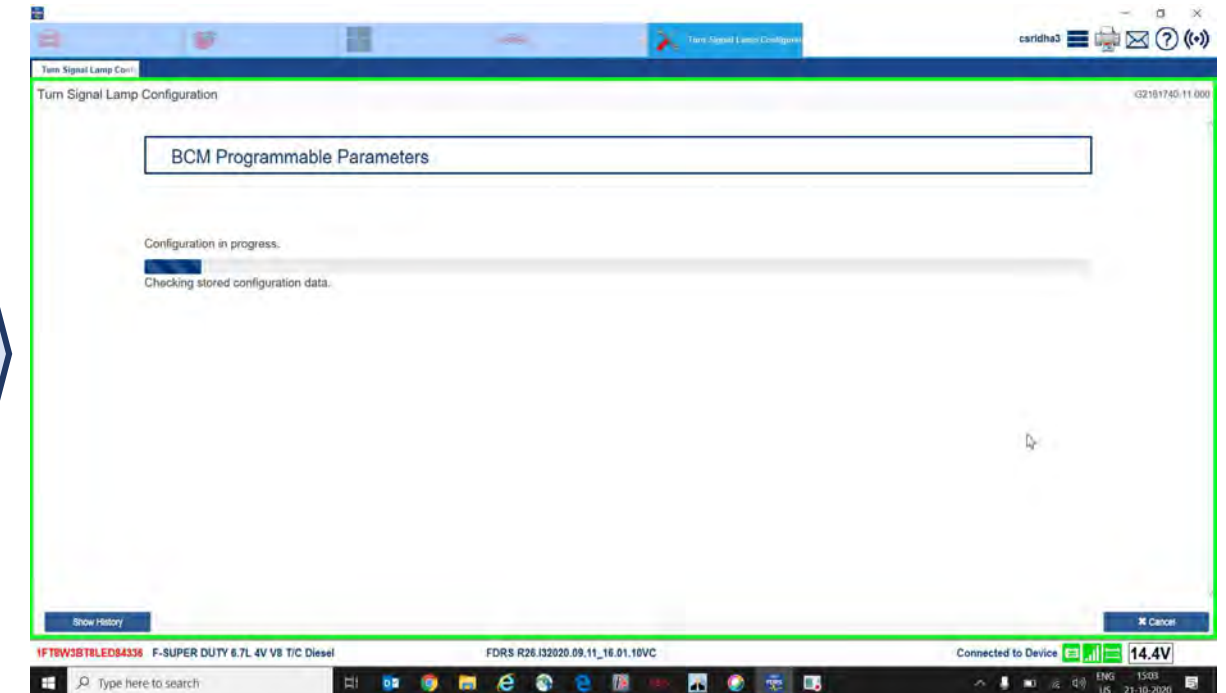 Turn Signal Lamp Configurat
csridha3
Turn Signal Lamp Conf
Turn Signal Lamp Configuration
G2181740-11.000
BCM Programmable Parameters
Configuration in progress.
Checking stored configuration data.
Show History
✖ Cancel
1FT8W3BT8LED84336 F-SUPER DUTY 6.7L 4V V8 T/C Diesel
FDRS R26.I32020.09.11_16.01.10VC
Connected to Device
14.4V
Type here to search
ENG
US
15:03
21-10-2020